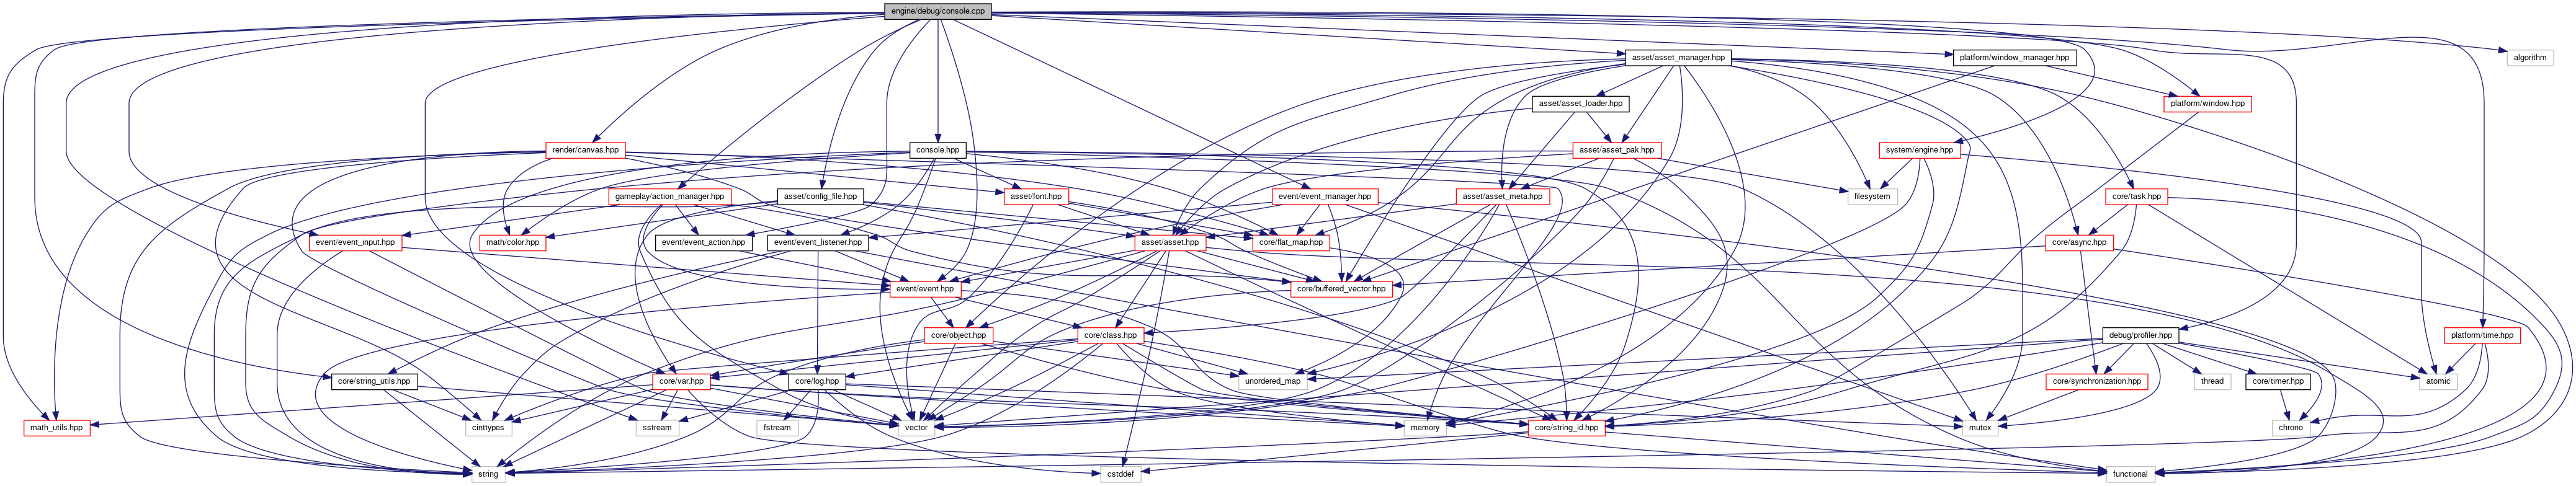 engine/debug/console.cpp
asset/asset_manager.hpp
platform/window_manager.hpp
algorithm
asset/asset_loader.hpp
platform/window.hpp
render/canvas.hpp
console.hpp
asset/asset_pak.hpp
system/engine.hpp
gameplay/action_manager.hpp
asset/config_file.hpp
asset/font.hpp
event/event_manager.hpp
asset/asset_meta.hpp
filesystem
core/task.hpp
event/event_input.hpp
math/color.hpp
event/event_action.hpp
event/event_listener.hpp
asset/asset.hpp
core/flat_map.hpp
core/async.hpp
event/event.hpp
core/buffered_vector.hpp
core/object.hpp
core/class.hpp
debug/profiler.hpp
platform/time.hpp
core/string_utils.hpp
core/var.hpp
core/log.hpp
unordered_map
core/synchronization.hpp
thread
core/timer.hpp
atomic
math_utils.hpp
cinttypes
sstream
fstream
vector
memory
core/string_id.hpp
mutex
chrono
string
cstddef
functional